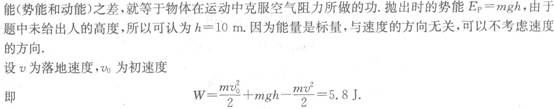 能(势能和动能)之差,就等于物体在运动中克服空气阻力所做的功. 抛出时的势能 Eₚ=mgh,由于
题中未给出人的高度,所以可认为 h=10 m. 因为能量是标量,与速度的方向无关,可以不考虑速度
的方向.
设 v 为落地速度,v₀ 为初速度
即 W=mv₀²/2+mgh-mv²/2=5.8 J.